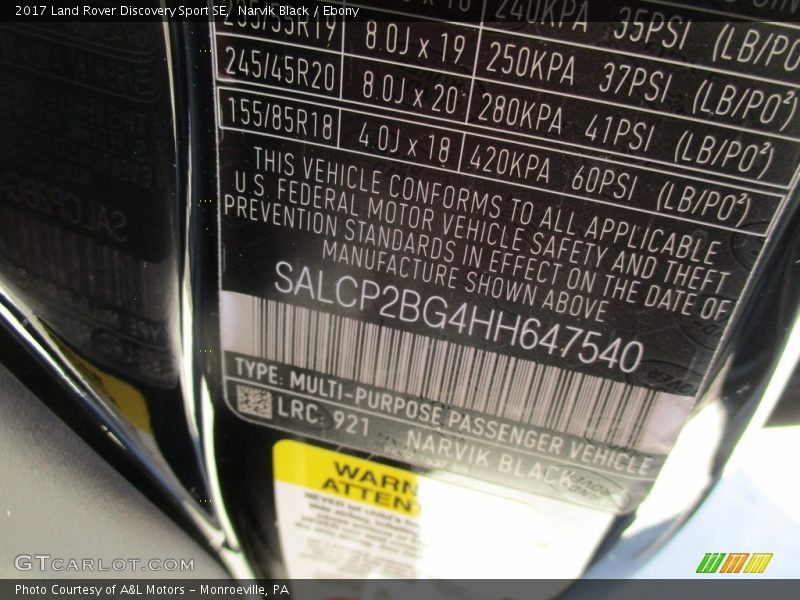 2017 Land Rover Discovery Sport SE, Narvik Black / Ebony
240KPA 35PSI (LB/PO
/55R19 8.0J x 19 250KPA 37PSI (LB/PO²)
245/45R20 8.0J x 20 280KPA 41PSI (LB/PO²)
155/85R18 4.0J x 18 420KPA 60PSI (LB/PO²)
THIS VEHICLE CONFORMS TO ALL APPLICABLE
U.S. FEDERAL MOTOR VEHICLE SAFETY AND THEFT
PREVENTION STANDARDS IN EFFECT ON THE DATE OF
MANUFACTURE SHOWN ABOVE
SALCP2BG4HH647540
TYPE: MULTI-PURPOSE PASSENGER VEHICLE
LRC: 921 NARVIK BLACK
WARN
ATTEN
NEVER
GTCARLOT.COM
Photo Courtesy of A&L Motors - Monroeville, PA